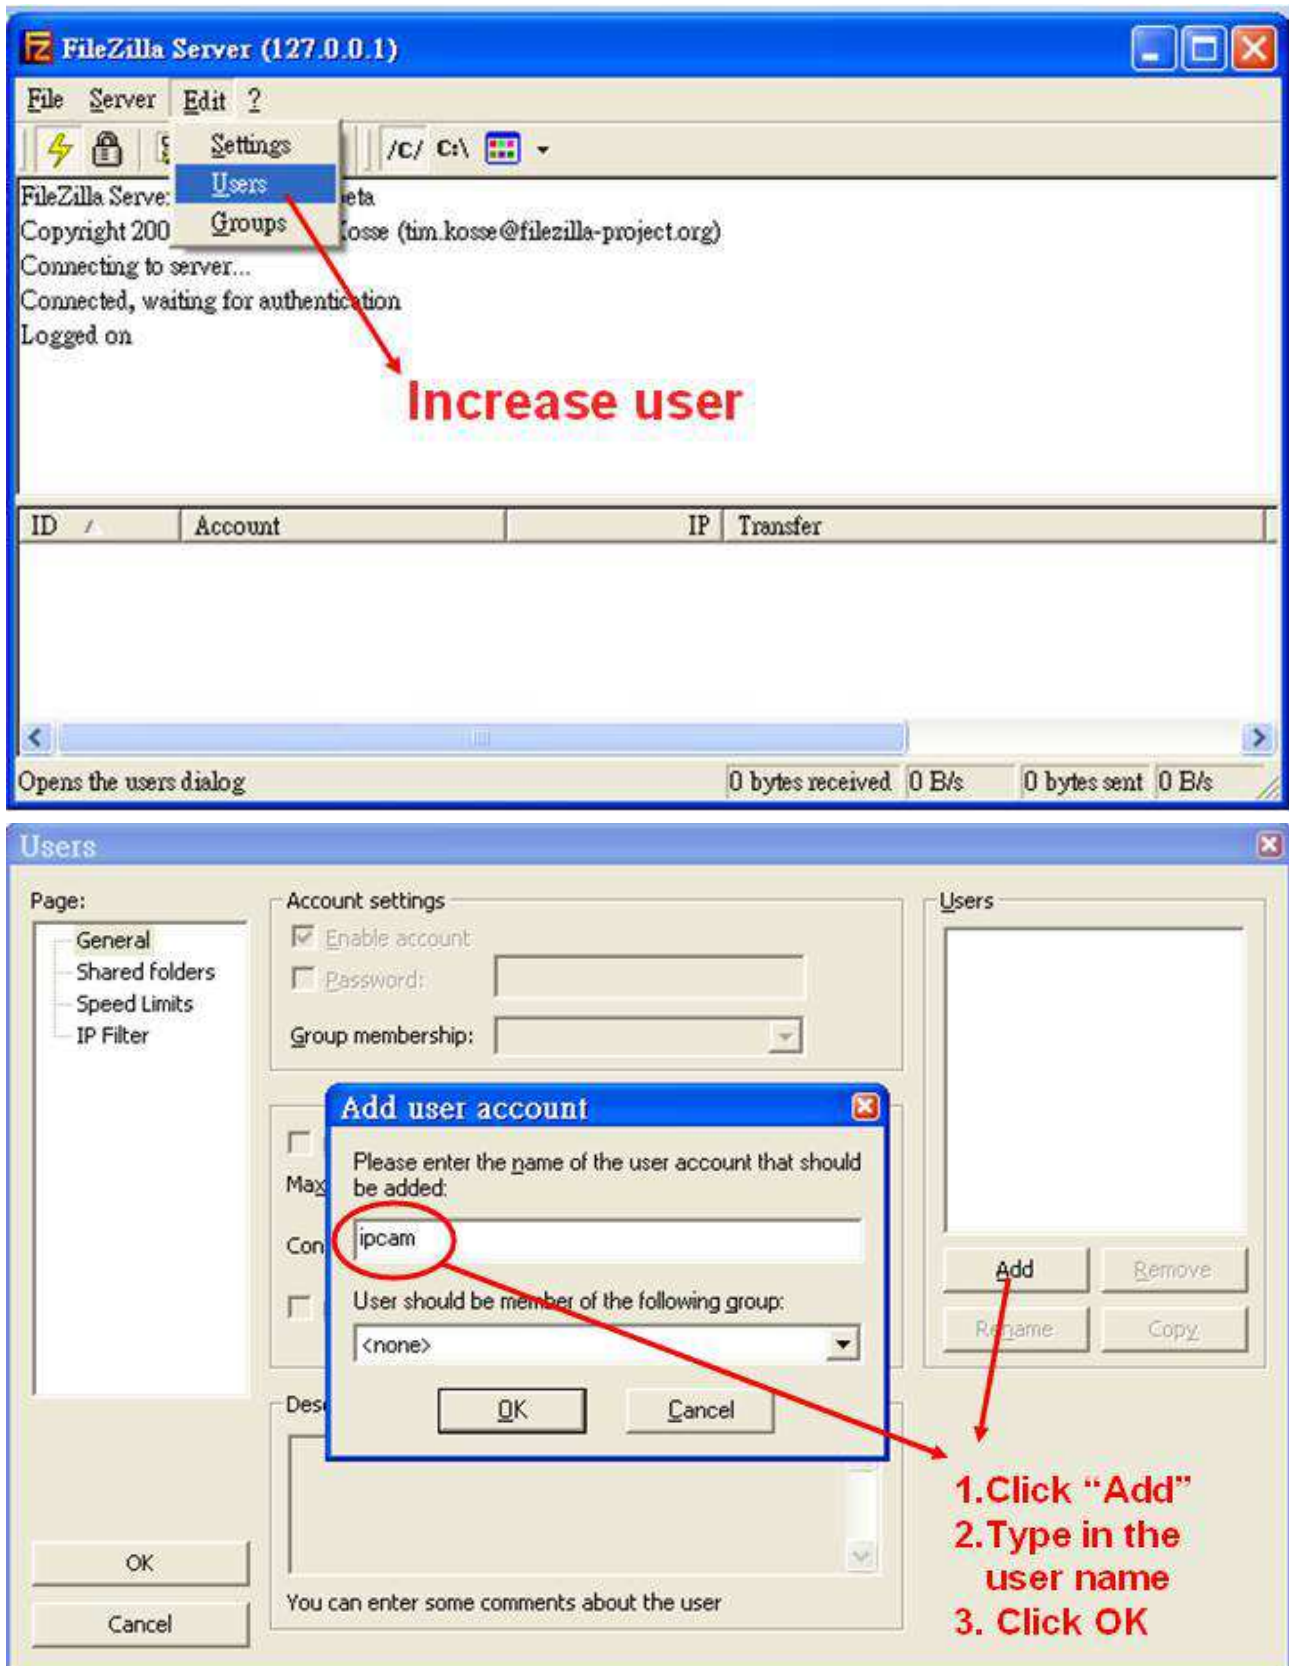 FileZilla Server (127.0.0.1)
File Server Edit ?
Settings
/C/ C:\
Users
FileZilla Server eta
Groups
Copyright 200 Kosse (tim.kosse@filezilla-project.org)
Connecting to server...
Connected, waiting for authentication
Logged on
Increase user
ID / Account IP Transfer
Opens the users dialog 0 bytes received 0 B/s 0 bytes sent 0 B/s
Users
Page:
General
Shared folders
Speed Limits
IP Filter
Account settings
Enable account
Password:
Group membership:
Users
Add Remove
Rename Copy
Max
Con
Add user account
Please enter the name of the user account that should
be added:
ipcam
User should be member of the following group:
<none>
OK Cancel
Des
You can enter some comments about the user
OK
Cancel
1.Click “Add”
2.Type in the
user name
3. Click OK